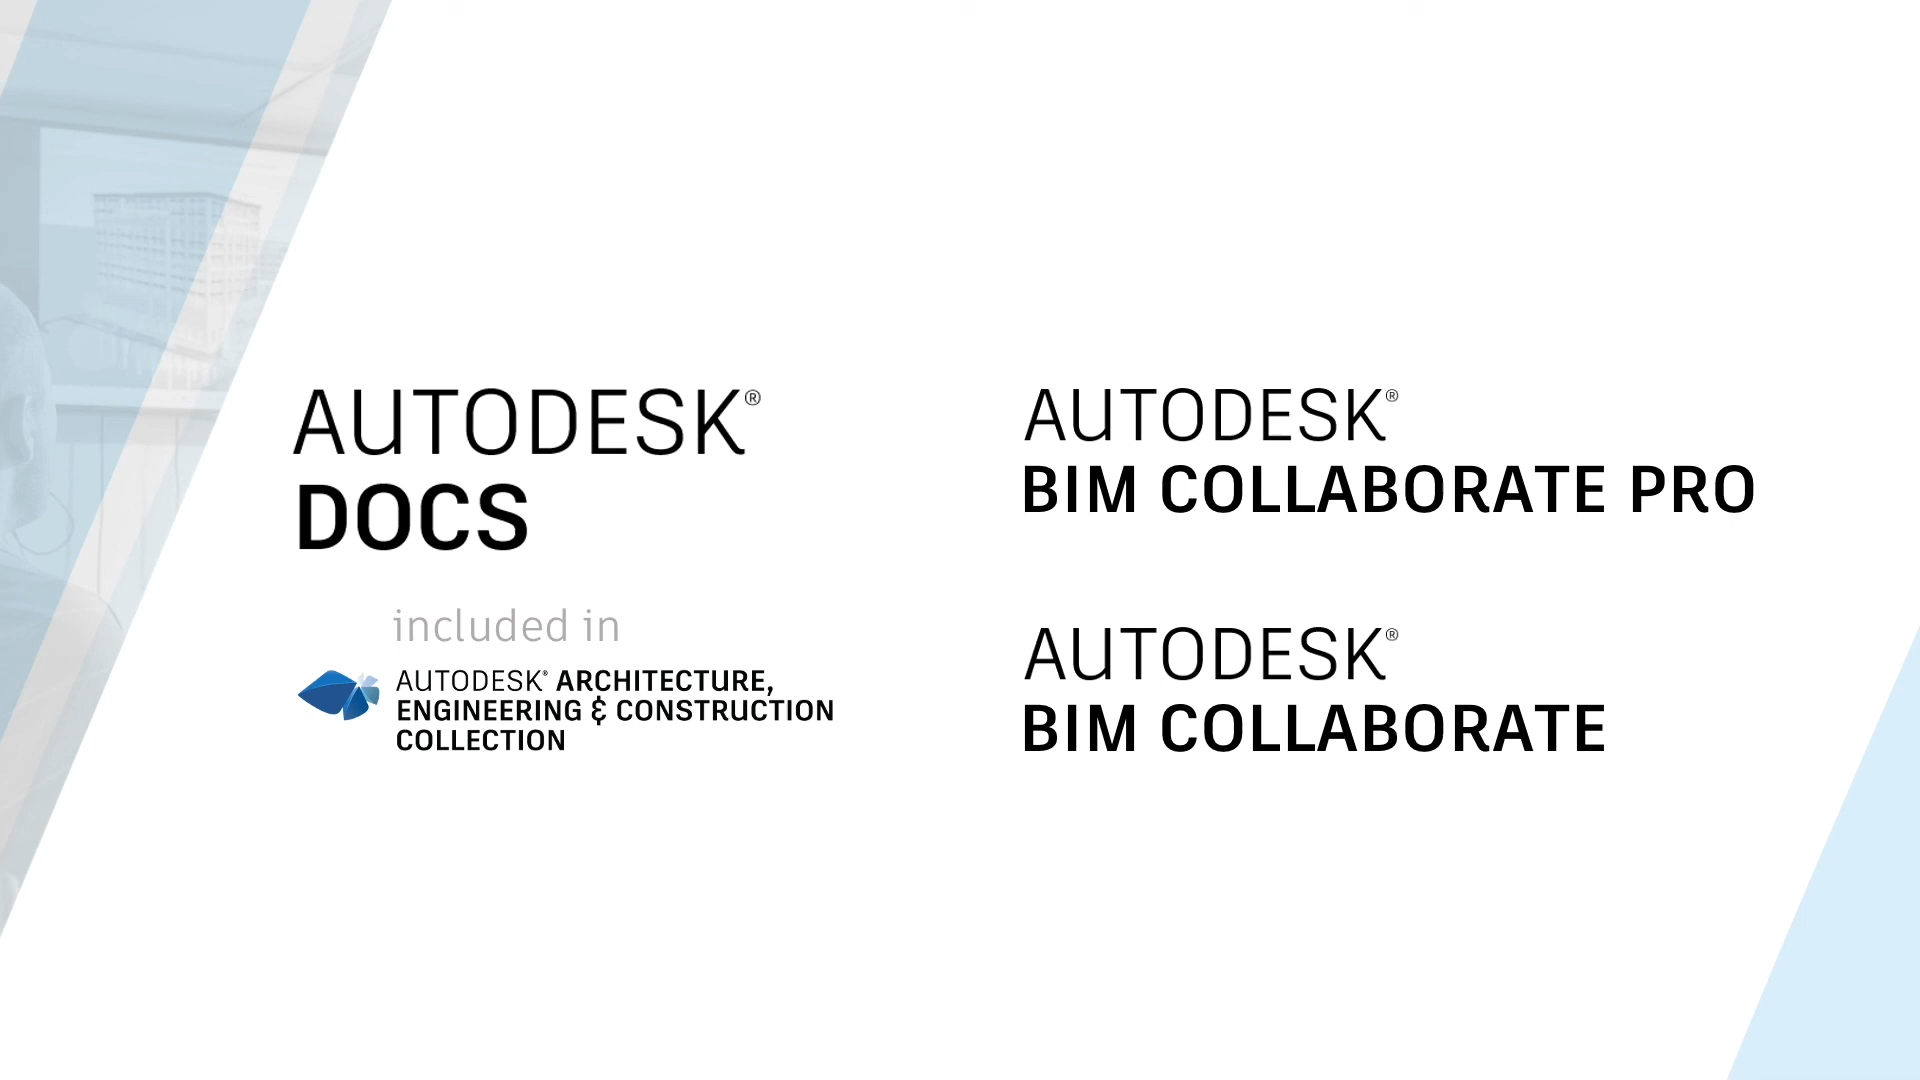 AUTODESK®
DOCS
included in
AUTODESK® ARCHITECTURE,
ENGINEERING & CONSTRUCTION
COLLECTION
AUTODESK®
BIM COLLABORATE PRO
AUTODESK®
BIM COLLABORATE